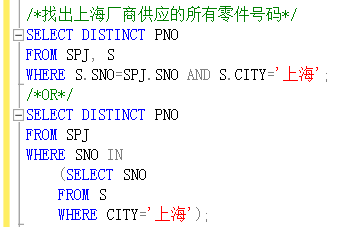 /*找出上海厂商供应的所有零件号码*/
SELECT DISTINCT PNO
FROM SPJ, S
WHERE S.SNO=SPJ.SNO AND S.CITY='上海';
/*OR*/
SELECT DISTINCT PNO
FROM SPJ
WHERE SNO IN
(SELECT SNO
FROM S
WHERE CITY='上海');